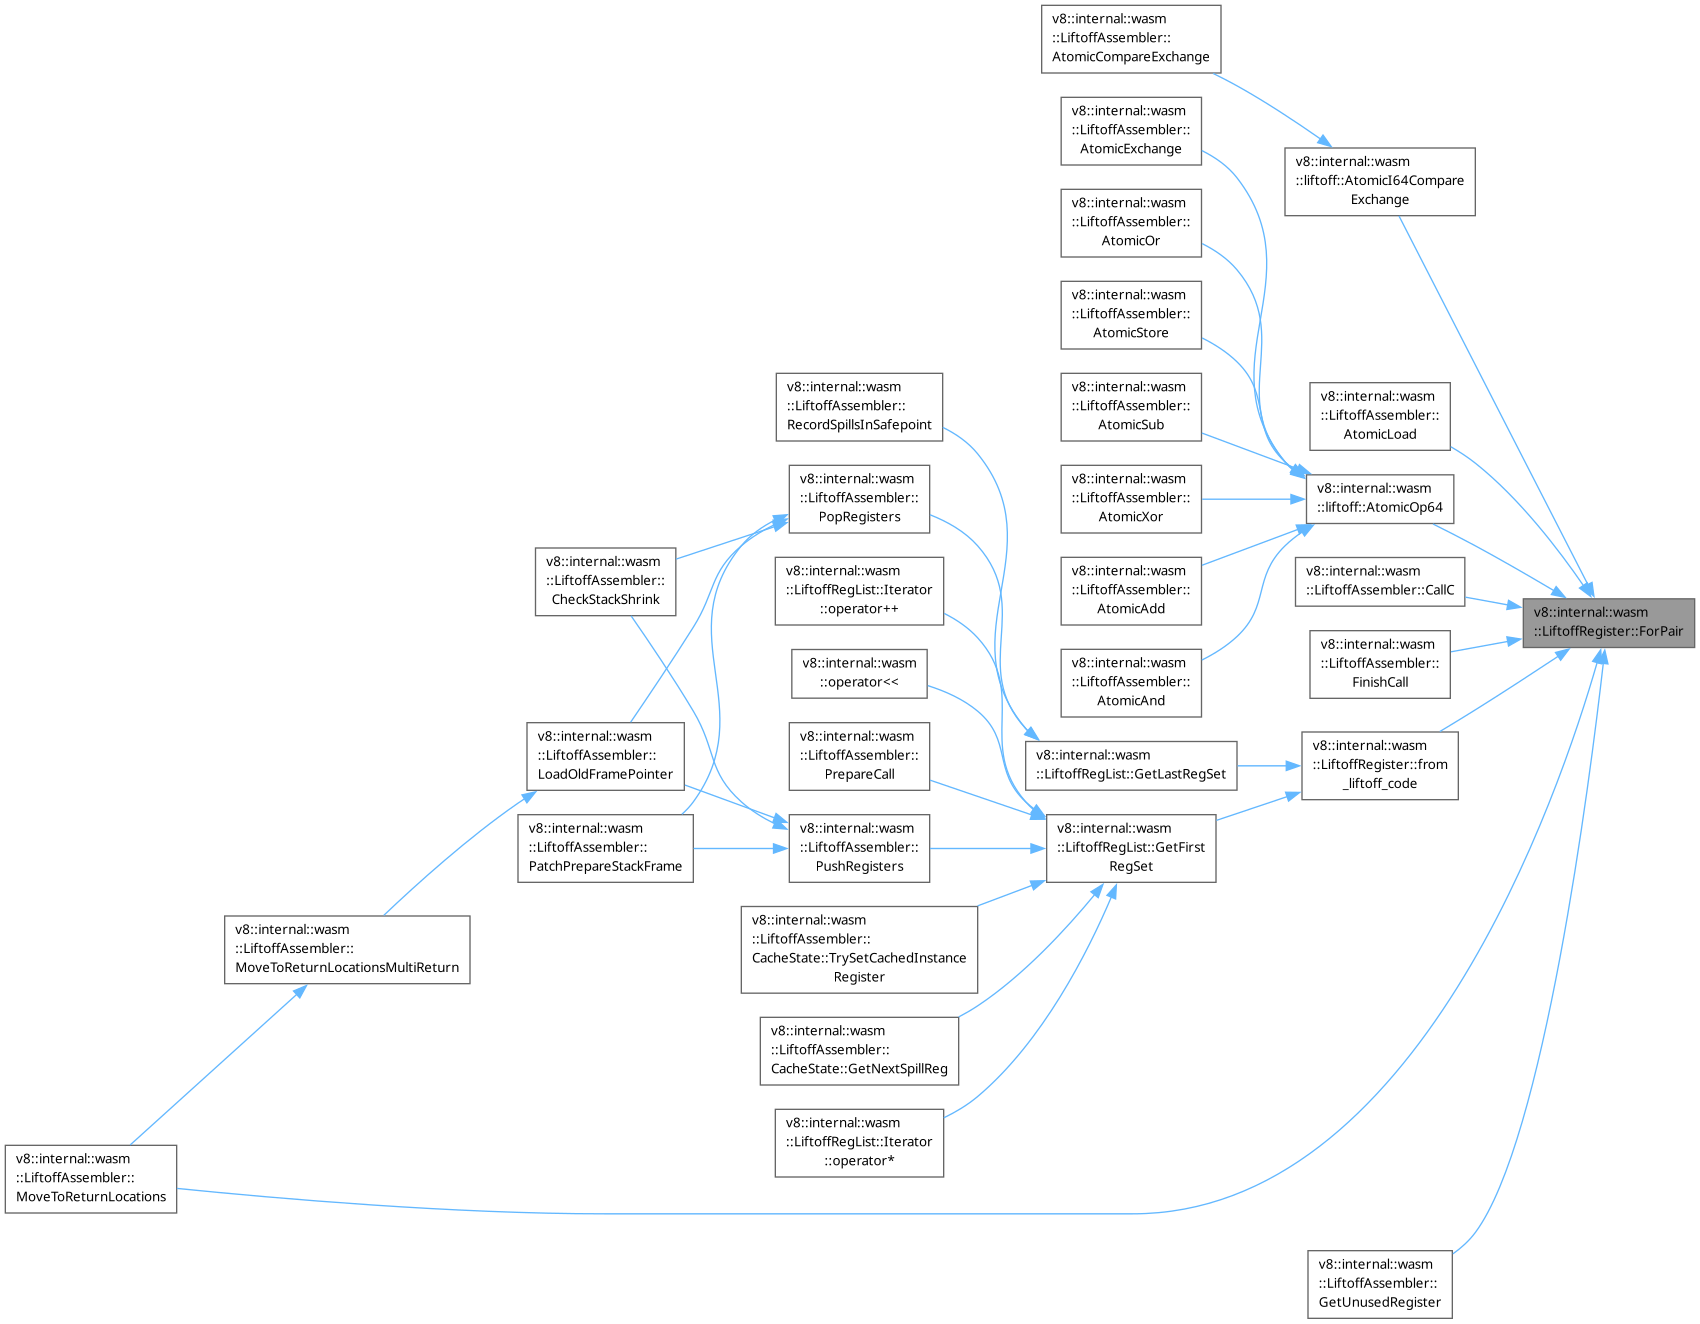 v8::internal::wasm
::LiftoffAssembler::
AtomicCompareExchange
v8::internal::wasm
::LiftoffAssembler::
AtomicExchange
v8::internal::wasm
::liftoff::AtomicI64Compare
Exchange
v8::internal::wasm
::LiftoffAssembler::
AtomicOr
v8::internal::wasm
::LiftoffAssembler::
AtomicStore
v8::internal::wasm
::LiftoffAssembler::
RecordSpillsInSafepoint
v8::internal::wasm
::LiftoffAssembler::
AtomicSub
v8::internal::wasm
::LiftoffAssembler::
AtomicLoad
v8::internal::wasm
::LiftoffAssembler::
PopRegisters
v8::internal::wasm
::LiftoffAssembler::
AtomicXor
v8::internal::wasm
::liftoff::AtomicOp64
v8::internal::wasm
::LiftoffAssembler::
CheckStackShrink
v8::internal::wasm
::LiftoffRegList::Iterator
::operator++
v8::internal::wasm
::LiftoffAssembler::
AtomicAdd
v8::internal::wasm
::LiftoffAssembler::CallC
v8::internal::wasm
::LiftoffRegister::ForPair
v8::internal::wasm
::operator<<
v8::internal::wasm
::LiftoffAssembler::
AtomicAnd
v8::internal::wasm
::LiftoffAssembler::
FinishCall
v8::internal::wasm
::LiftoffAssembler::
LoadOldFramePointer
v8::internal::wasm
::LiftoffAssembler::
PrepareCall
v8::internal::wasm
::LiftoffRegList::GetLastRegSet
v8::internal::wasm
::LiftoffRegister::from
_liftoff_code
v8::internal::wasm
::LiftoffAssembler::
PatchPrepareStackFrame
v8::internal::wasm
::LiftoffAssembler::
PushRegisters
v8::internal::wasm
::LiftoffRegList::GetFirst
RegSet
v8::internal::wasm
::LiftoffAssembler::
MoveToReturnLocationsMultiReturn
v8::internal::wasm
::LiftoffAssembler::
CacheState::TrySetCachedInstance
Register
v8::internal::wasm
::LiftoffAssembler::
CacheState::GetNextSpillReg
v8::internal::wasm
::LiftoffRegList::Iterator
::operator*
v8::internal::wasm
::LiftoffAssembler::
MoveToReturnLocations
v8::internal::wasm
::LiftoffAssembler::
GetUnusedRegister